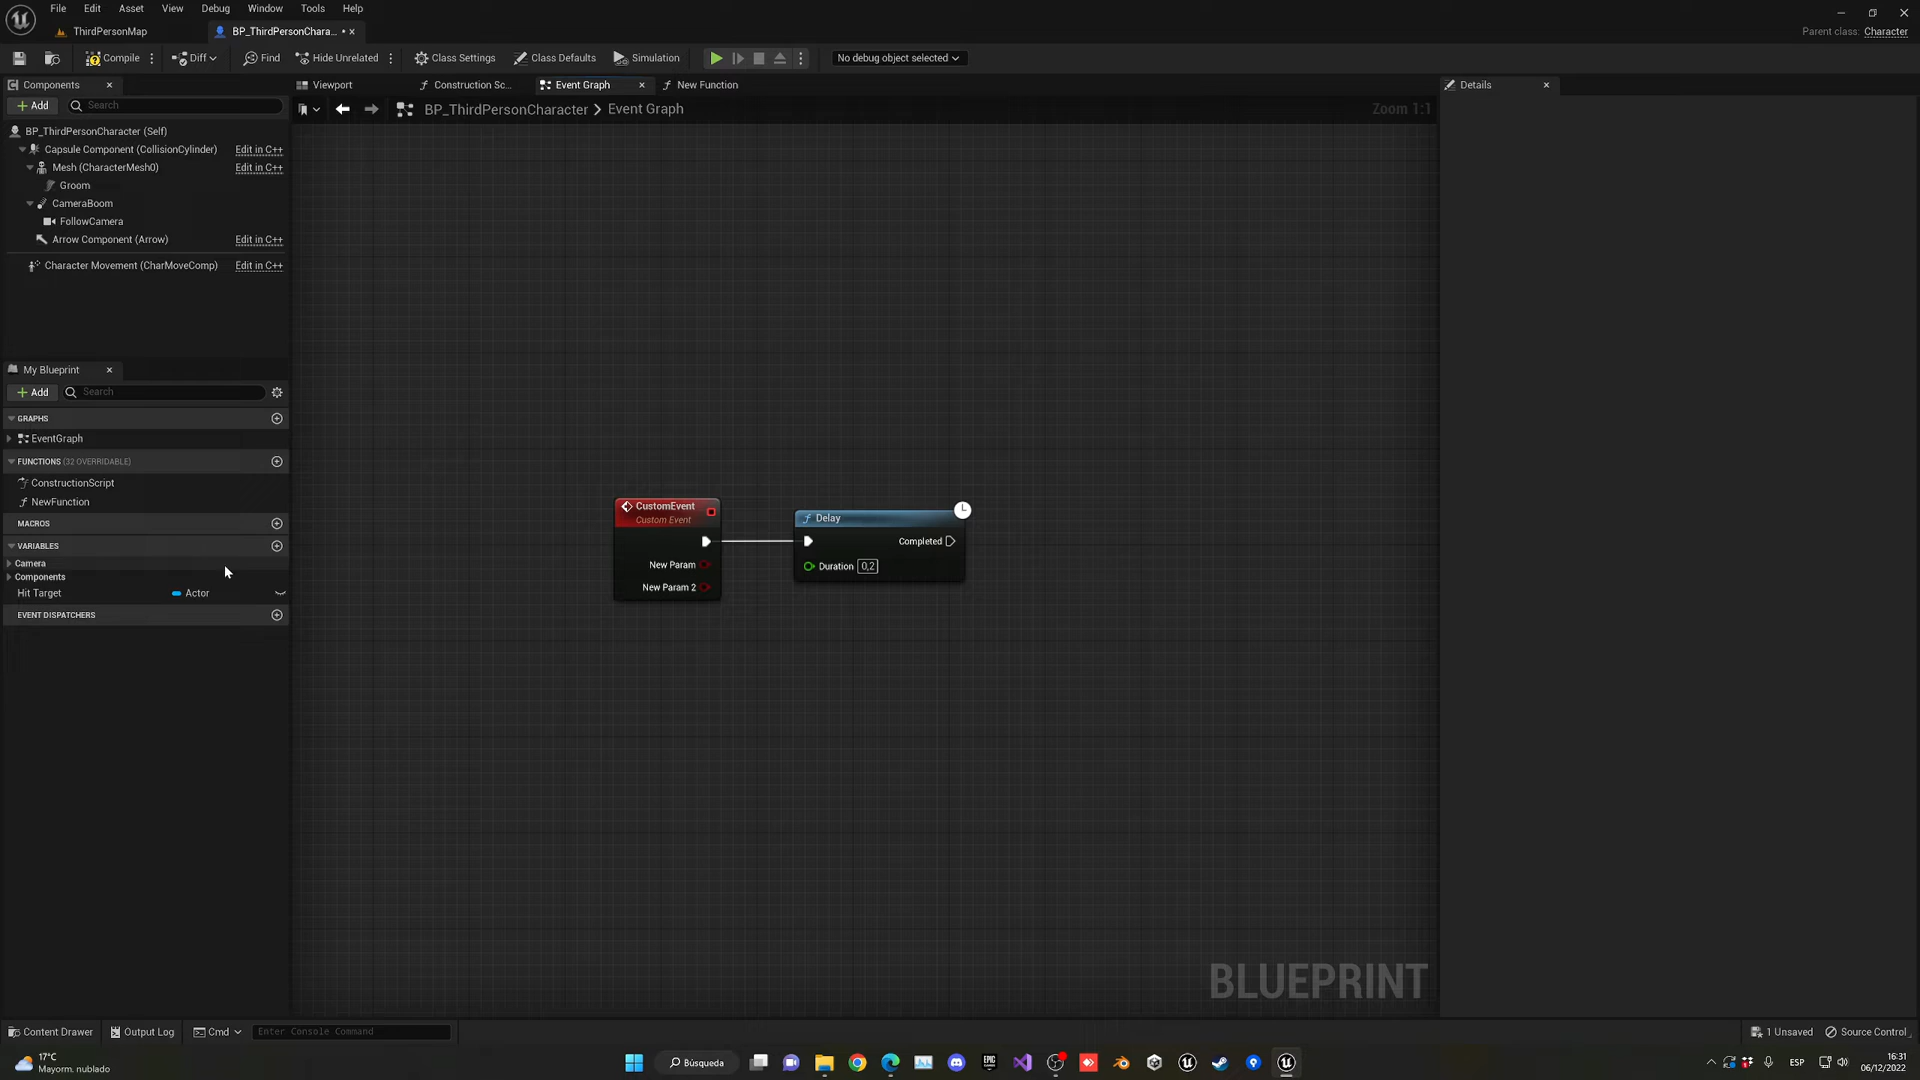 File Edit Asset View Debug Window Tools Help
ThirdPersonMap
BP_ThirdPersonChara... •
Parent class: Character
Compile
Diff
Find
Hide Unrelated
Class Settings
Class Defaults
Simulation
No debug object selected
Components
Viewport
Construction Sc...
Event Graph
New Function
Details
Add
Search
BP_ThirdPersonCharacter > Event Graph
Zoom 1:1
BP_ThirdPersonCharacter (Self)
Capsule Component (CollisionCylinder) Edit in C++
Mesh (CharacterMesh0) Edit in C++
Groom
CameraBoom
FollowCamera
Arrow Component (Arrow) Edit in C++
Character Movement (CharMoveComp) Edit in C++
My Blueprint
Add
Search
GRAPHS
EventGraph
FUNCTIONS (32 OVERRIDABLE)
ConstructionScript
NewFunction
MACROS
VARIABLES
Camera
Components
Hit Target Actor
EVENT DISPATCHERS
CustomEvent
Custom Event
New Param
New Param 2
Delay
Completed
Duration 0,2
BLUEPRINT
Content Drawer
Output Log
Cmd
Enter Console Command
1 Unsaved
Source Control
17°C
Mayorm. nublado
Búsqueda
EPIC
ESP
16:31
06/12/2022